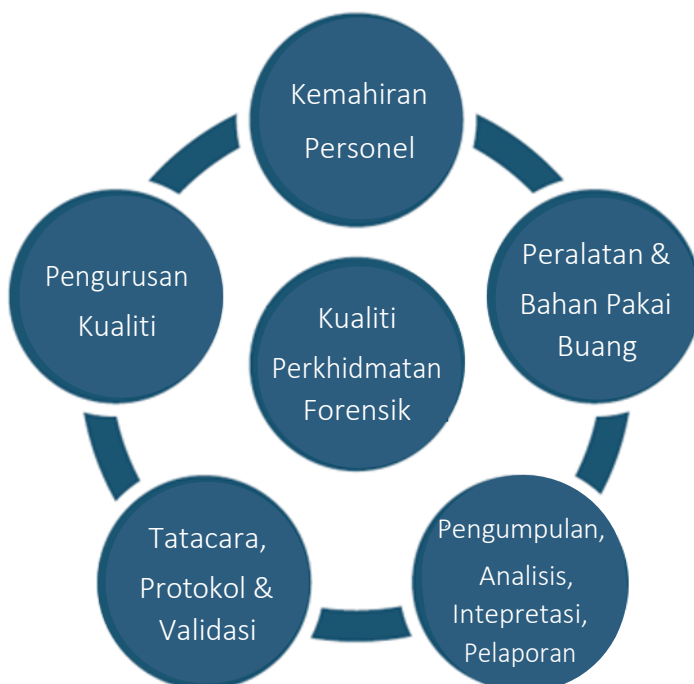 Kemahiran
Personel
Peralatan &
Bahan Pakai
Buang
Pengurusan
Kualiti
Kualiti
Perkhidmatan
Forensik
Pengumpulan,
Analisis,
Intepretasi,
Pelaporan
Tatacara,
Protokol &
Validasi